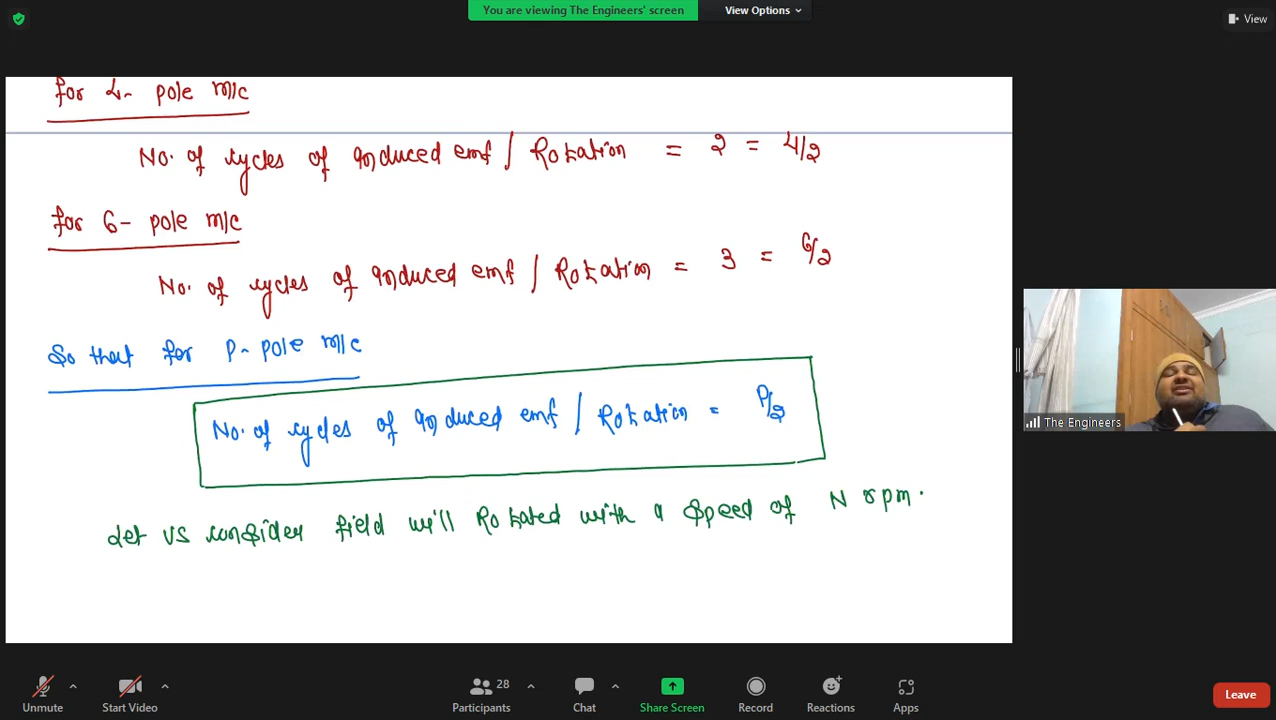 You are viewing The Engineers' screen
View Options
View
for 4- pole m/c
No. of cycles of induced emf / Rotation = 2 = 4/2
for 6- pole m/c
No. of cycles of induced emf / Rotation = 3 = 6/2
So that for P- pole m/c
No. of cycles of induced emf / Rotation = P/2
Let us consider field will Rotated with a speed of N rpm.
The Engineers
Unmute
Start Video
28
Participants
Chat
Share Screen
Record
Reactions
Apps
Leave